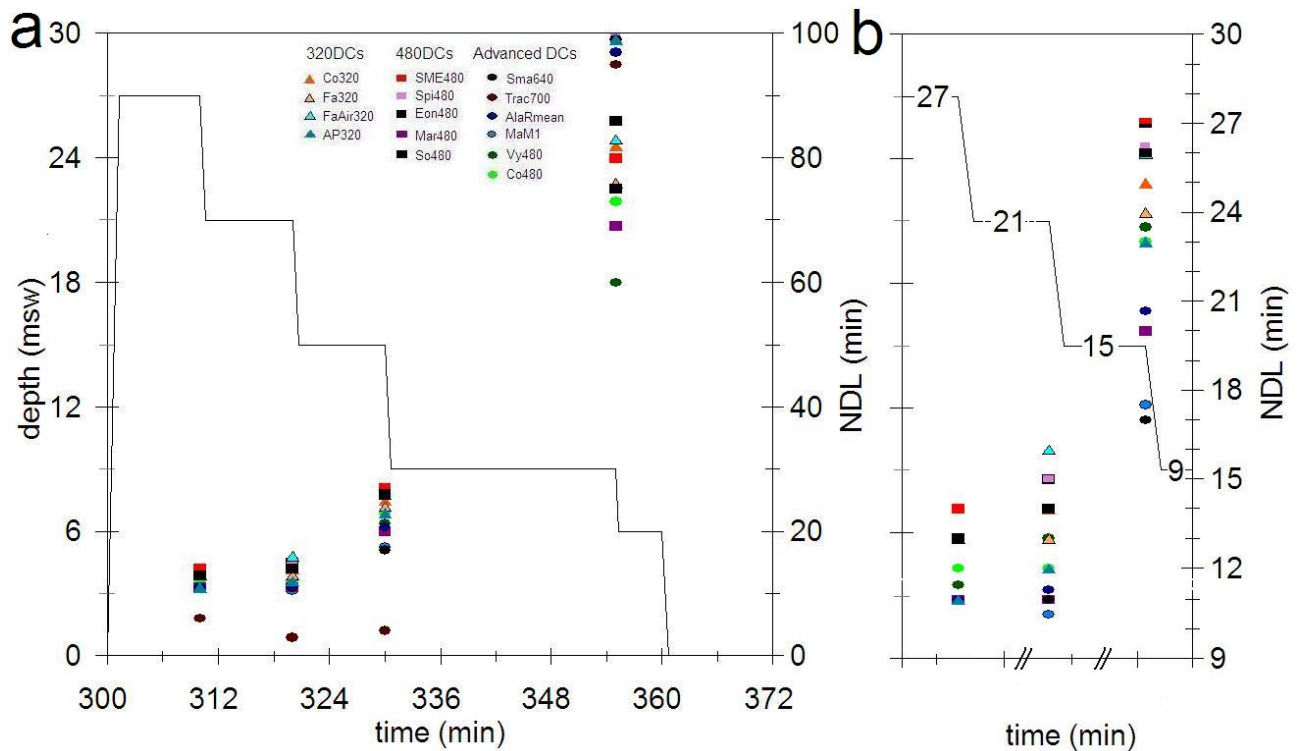 a
b
30
24
18
12
6
0
depth (msw)
300
312
324
336
348
360
372
time (min)
100
80
60
40
20
0
NDL (min)
320DCs
Co320
Fa320
FaAir320
AP320
480DCs
SME480
Spi480
Eon480
Mar480
So480
Advanced DCs
Sma640
Trac700
AlaRmean
MaM1
Vy480
Co480
27
21
15
9
30
27
24
21
18
15
12
9
NDL (min)
time (min)